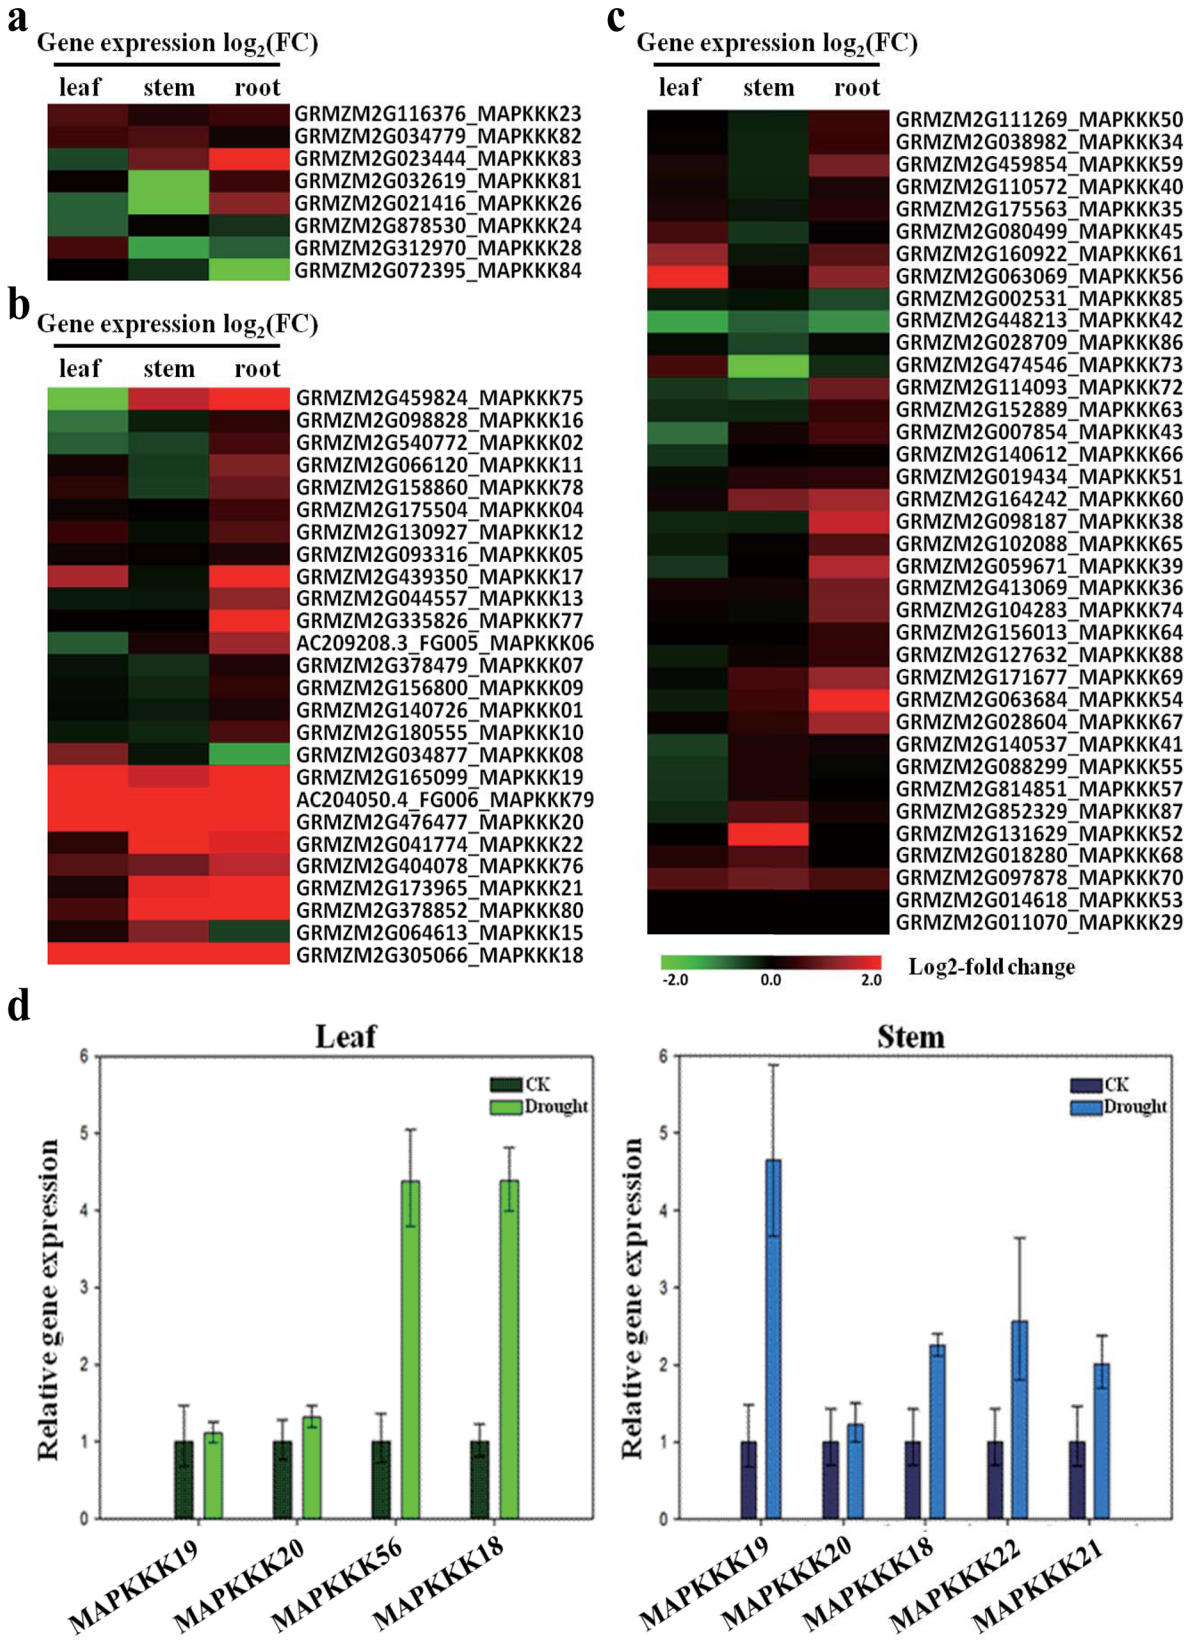 a
Gene expression log2(FC)
leaf stem root
GRMZM2G116376_MAPKKK23
GRMZM2G034779_MAPKKK82
GRMZM2G023444_MAPKKK83
GRMZM2G032619_MAPKKK81
GRMZM2G021416_MAPKKK26
GRMZM2G878530_MAPKKK24
GRMZM2G312970_MAPKKK28
GRMZM2G072395_MAPKKK84
b
Gene expression log2(FC)
leaf stem root
GRMZM2G459824_MAPKKK75
GRMZM2G098828_MAPKKK16
GRMZM2G540772_MAPKKK02
GRMZM2G066120_MAPKKK11
GRMZM2G158860_MAPKKK78
GRMZM2G175504_MAPKKK04
GRMZM2G130927_MAPKKK12
GRMZM2G093316_MAPKKK05
GRMZM2G439350_MAPKKK17
GRMZM2G044557_MAPKKK13
GRMZM2G335826_MAPKKK77
AC209208.3_FG005_MAPKKK06
GRMZM2G378479_MAPKKK07
GRMZM2G156800_MAPKKK09
GRMZM2G140726_MAPKKK01
GRMZM2G180555_MAPKKK10
GRMZM2G034877_MAPKKK08
GRMZM2G165099_MAPKKK19
AC204050.4_FG006_MAPKKK79
GRMZM2G476477_MAPKKK20
GRMZM2G041774_MAPKKK22
GRMZM2G404078_MAPKKK76
GRMZM2G173965_MAPKKK21
GRMZM2G378852_MAPKKK80
GRMZM2G064613_MAPKKK15
GRMZM2G305066_MAPKKK18
c
Gene expression log2(FC)
leaf stem root
GRMZM2G111269_MAPKKK50
GRMZM2G038982_MAPKKK34
GRMZM2G459854_MAPKKK59
GRMZM2G110572_MAPKKK40
GRMZM2G175563_MAPKKK35
GRMZM2G080499_MAPKKK45
GRMZM2G160922_MAPKKK61
GRMZM2G063069_MAPKKK56
GRMZM2G002531_MAPKKK85
GRMZM2G448213_MAPKKK42
GRMZM2G028709_MAPKKK86
GRMZM2G474546_MAPKKK73
GRMZM2G114093_MAPKKK72
GRMZM2G152889_MAPKKK63
GRMZM2G007854_MAPKKK43
GRMZM2G140612_MAPKKK66
GRMZM2G019434_MAPKKK51
GRMZM2G164242_MAPKKK60
GRMZM2G098187_MAPKKK38
GRMZM2G102088_MAPKKK65
GRMZM2G059671_MAPKKK39
GRMZM2G413069_MAPKKK36
GRMZM2G104283_MAPKKK74
GRMZM2G156013_MAPKKK64
GRMZM2G127632_MAPKKK88
GRMZM2G171677_MAPKKK69
GRMZM2G063684_MAPKKK54
GRMZM2G028604_MAPKKK67
GRMZM2G140537_MAPKKK41
GRMZM2G088299_MAPKKK55
GRMZM2G814851_MAPKKK57
GRMZM2G852329_MAPKKK87
GRMZM2G131629_MAPKKK52
GRMZM2G018280_MAPKKK68
GRMZM2G097878_MAPKKK70
GRMZM2G014618_MAPKKK53
GRMZM2G011070_MAPKKK29
-2.0 0.0 2.0
Log2-fold change
d
Leaf
Relative gene expression
6
5
4
3
2
1
0
CK
Drought
MAPKKK19
MAPKKK20
MAPKKK56
MAPKKK18
Stem
Relative gene expression
6
5
4
3
2
1
0
CK
Drought
MAPKKK19
MAPKKK20
MAPKKK18
MAPKKK22
MAPKKK21